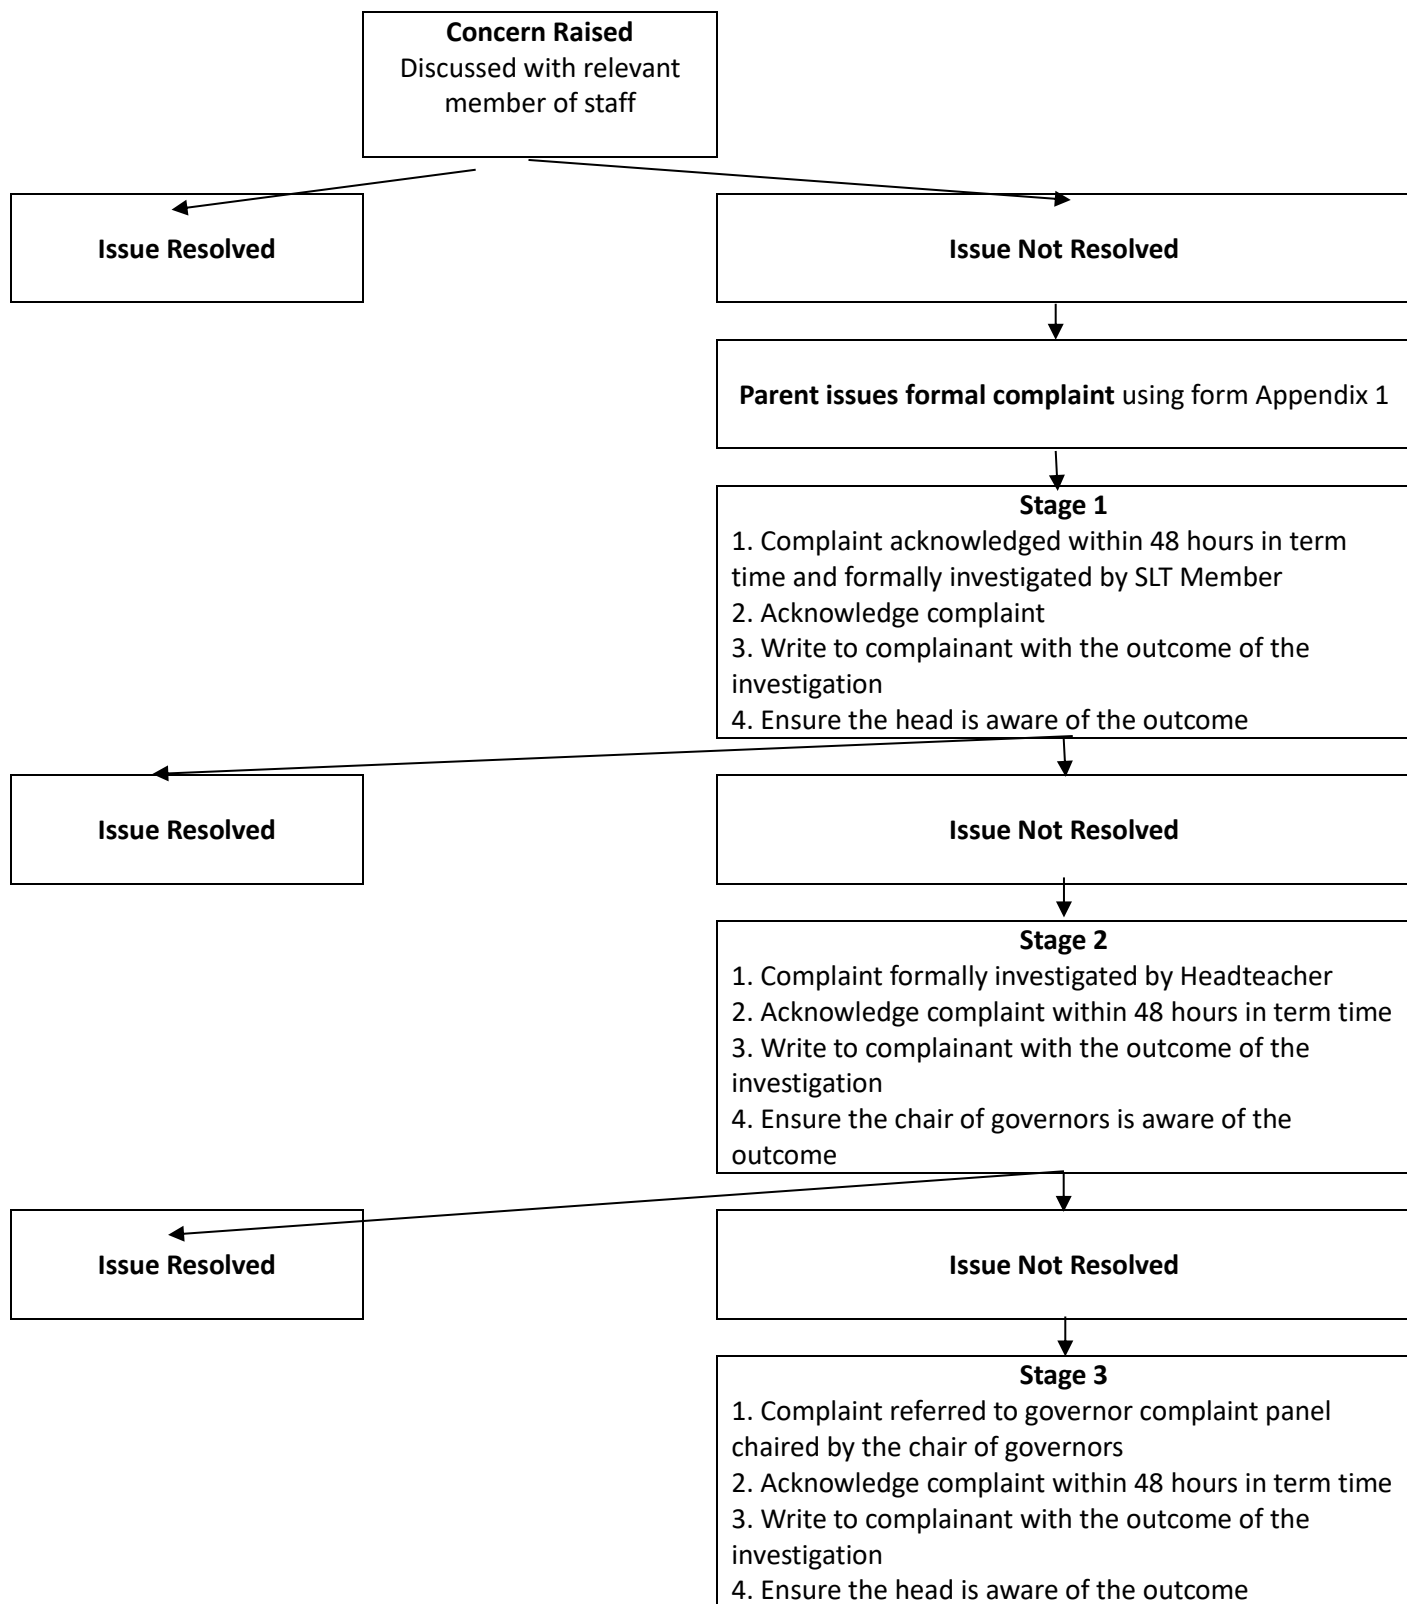 Concern Raised
Discussed with relevant
member of staff
Issue Resolved
Issue Not Resolved
Parent issues formal complaint using form Appendix 1
Stage 1
1. Complaint acknowledged within 48 hours in term
time and formally investigated by SLT Member
2. Acknowledge complaint
3. Write to complainant with the outcome of the
investigation
4. Ensure the head is aware of the outcome
Issue Resolved
Issue Not Resolved
Stage 2
1. Complaint formally investigated by Headteacher
2. Acknowledge complaint within 48 hours in term time
3. Write to complainant with the outcome of the
investigation
4. Ensure the chair of governors is aware of the
outcome
Issue Resolved
Issue Not Resolved
Stage 3
1. Complaint referred to governor complaint panel
chaired by the chair of governors
2. Acknowledge complaint within 48 hours in term time
3. Write to complainant with the outcome of the
investigation
4. Ensure the head is aware of the outcome